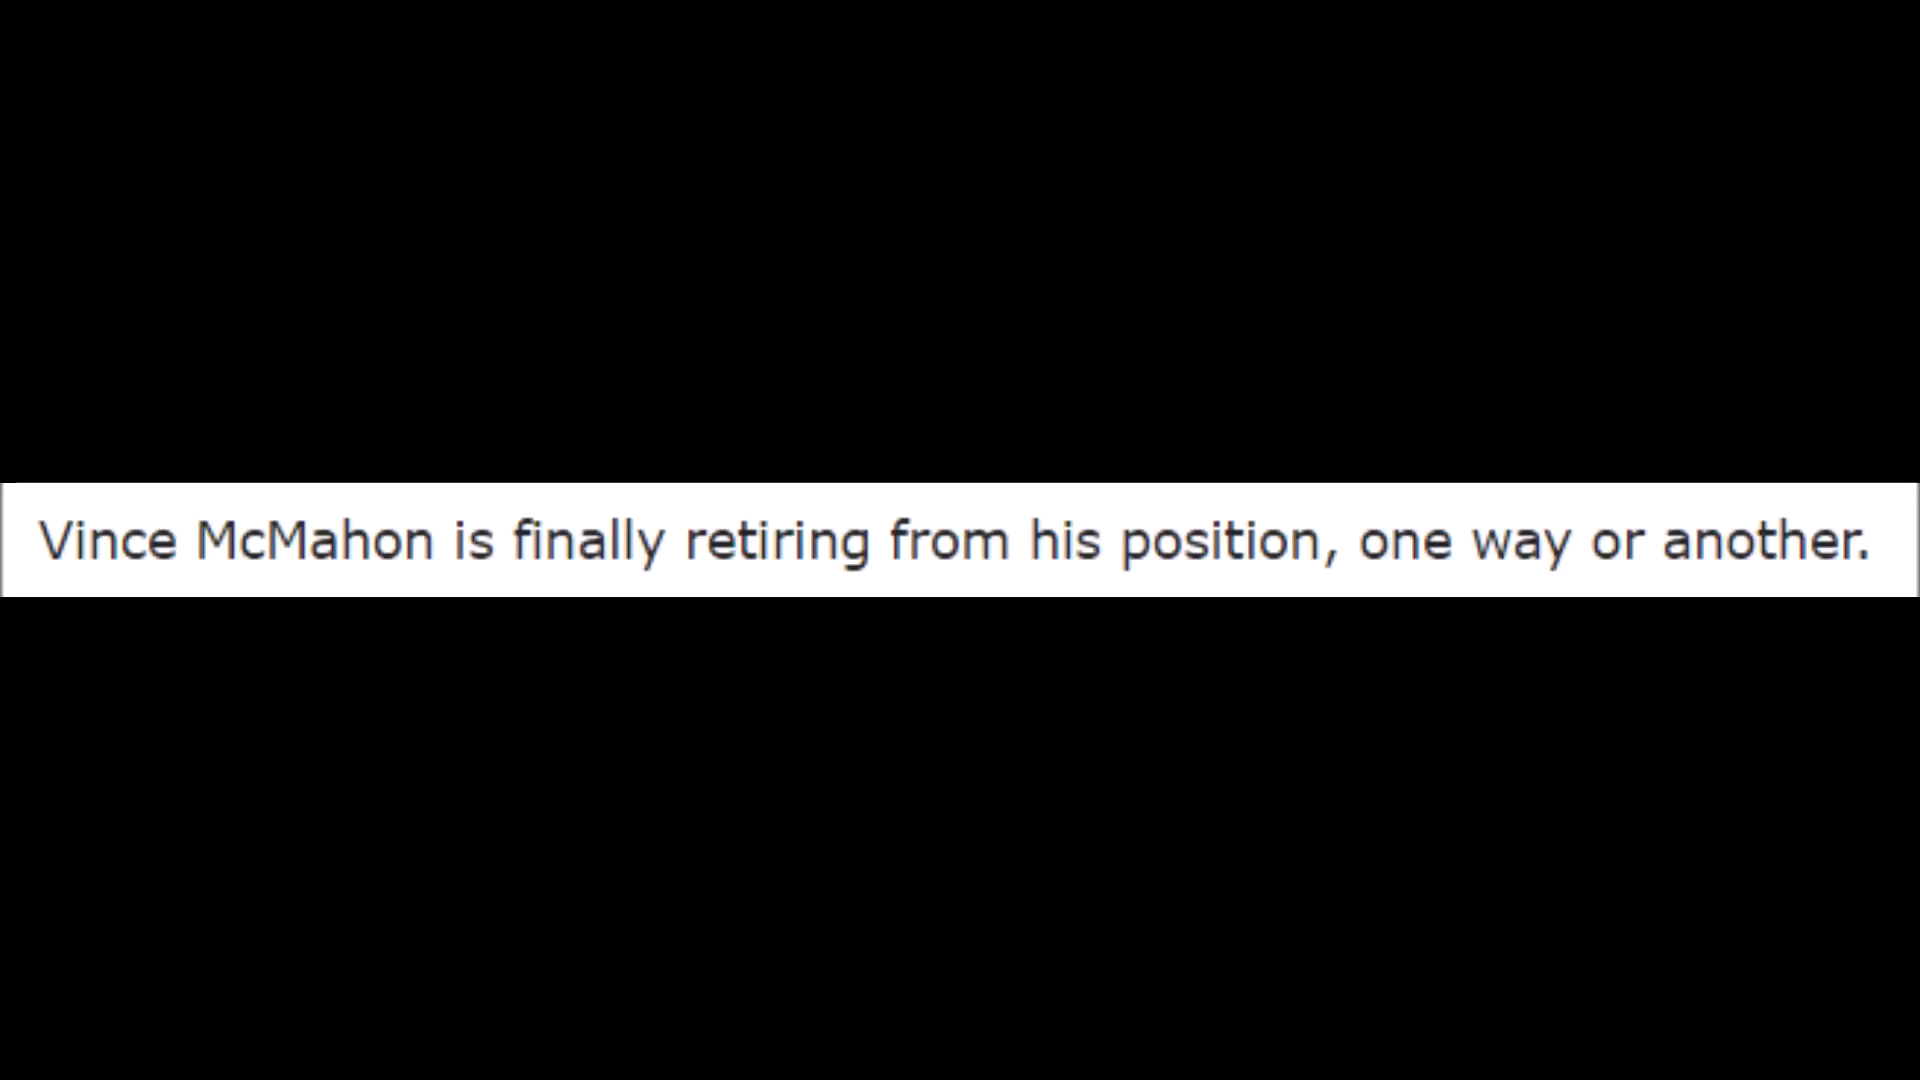 Vince McMahon is finally retiring from his position, one way or another.